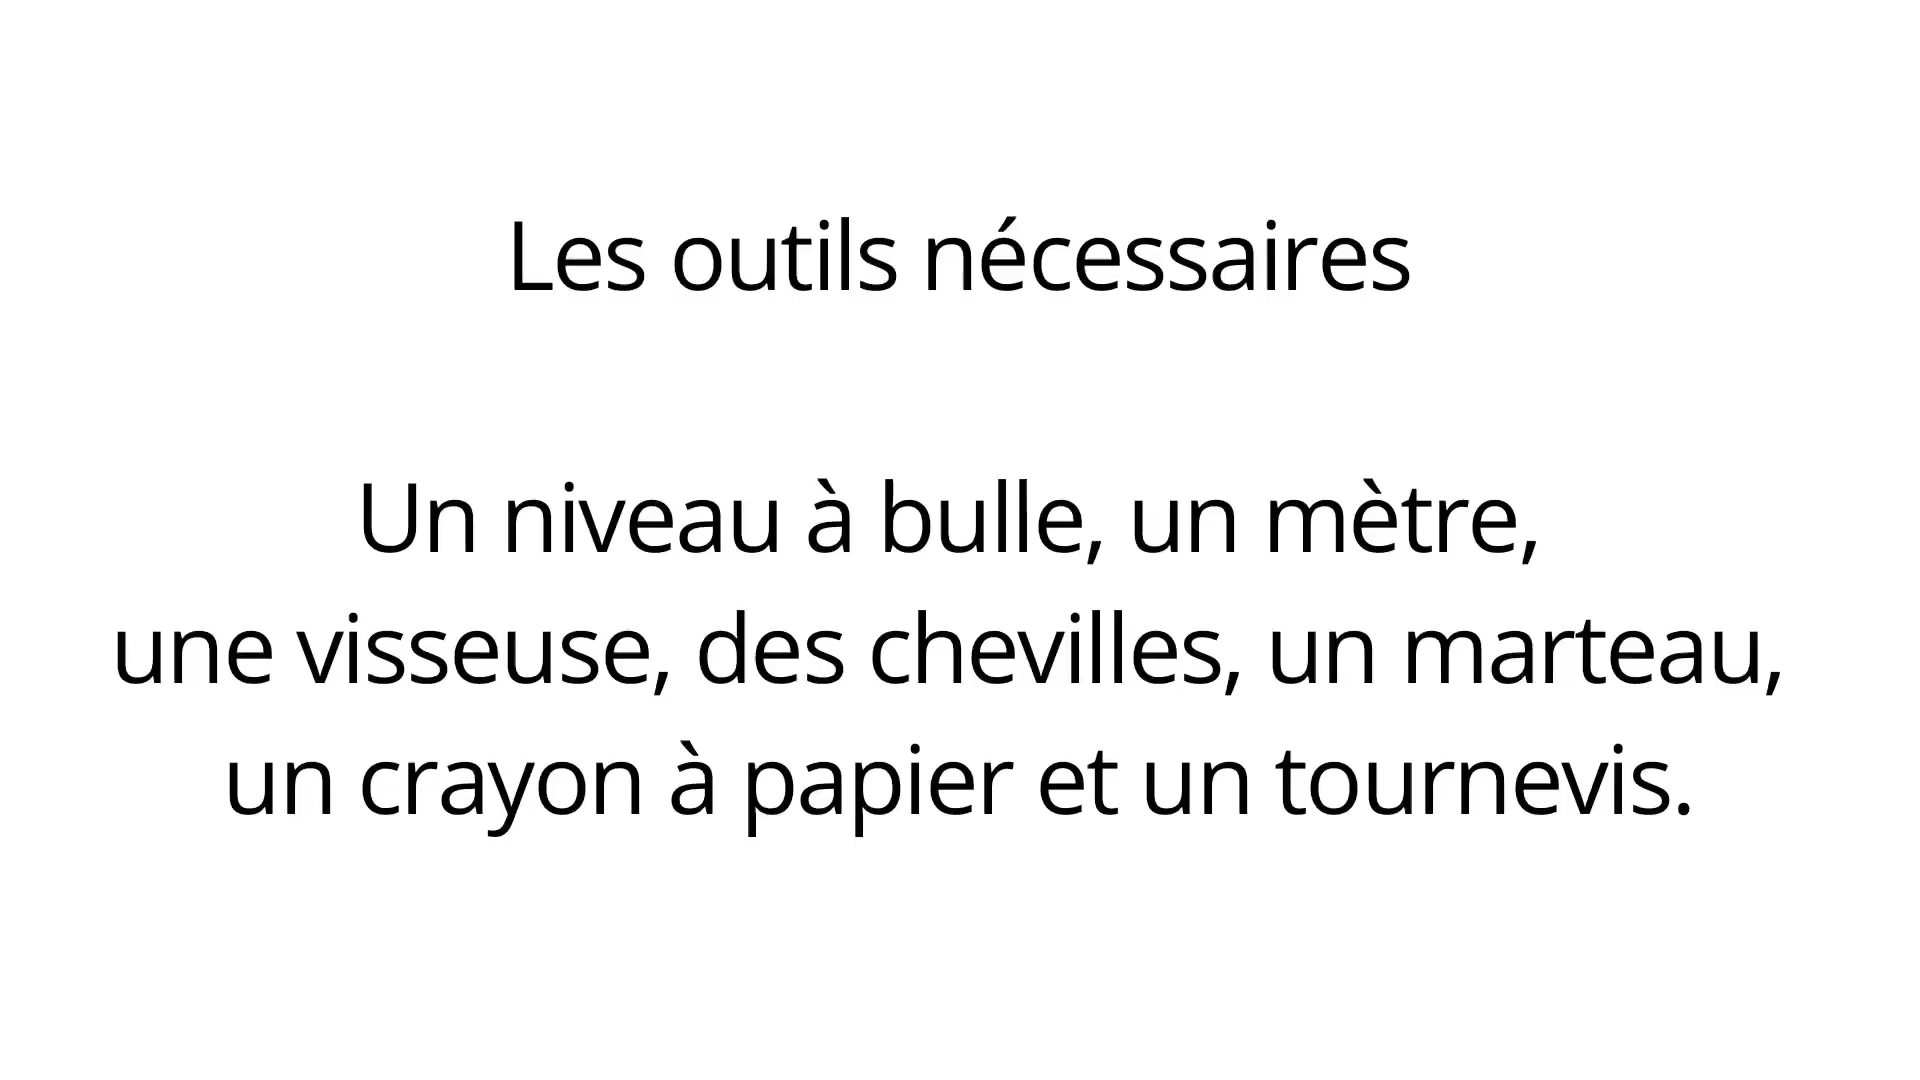 Les outils nécessaires
Un niveau à bulle, un mètre,
une visseuse, des chevilles, un marteau,
un crayon à papier et un tournevis.